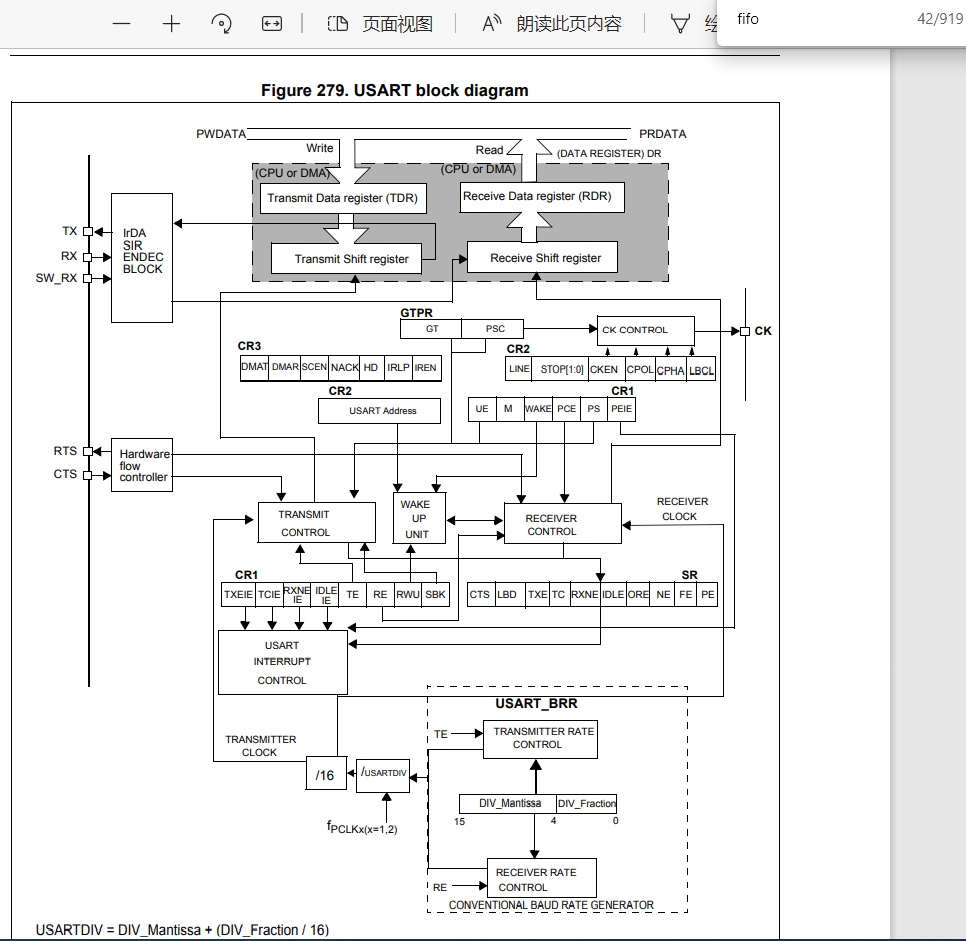 页面视图
朗读此页内容
fifo
42/919
Figure 279. USART block diagram
PWDATA
PRDATA
Write
Read
(DATA REGISTER) DR
(CPU or DMA)
(CPU or DMA)
Transmit Data register (TDR)
Receive Data register (RDR)
TX
RX
SW_RX
IrDA
SIR
ENDEC
BLOCK
Transmit Shift register
Receive Shift register
GTPR
GT
PSC
CK CONTROL
CK
CR3
DMAT DMAR SCEN NACK HD IRLP IREN
CR2
LINE STOP[1:0] CKEN CPOL CPHA LBCL
CR2
USART Address
CR1
UE M WAKE PCE PS PEIE
RTS
CTS
Hardware
flow
controller
TRANSMIT
CONTROL
WAKE
UP
UNIT
RECEIVER
CONTROL
RECEIVER
CLOCK
CR1
TXEIE TCIE RXNE
IE IDLE
IE TE RE RWU SBK
SR
CTS LBD TXE TC RXNE IDLE ORE NE FE PE
USART
INTERRUPT
CONTROL
USART_BRR
TE
TRANSMITTER RATE
CONTROL
TRANSMITTER
CLOCK
/16
/USARTDIV
DIV_Mantissa DIV_Fraction
15 4 0
fPCLKx(x=1,2)
RE
RECEIVER RATE
CONTROL
CONVENTIONAL BAUD RATE GENERATOR
USARTDIV = DIV_Mantissa + (DIV_Fraction / 16)